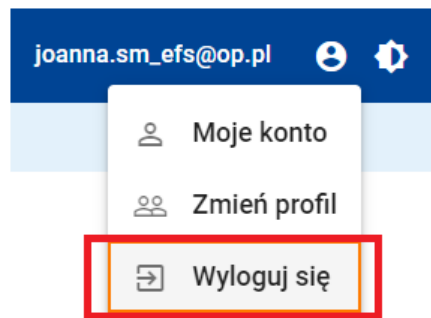 joanna.sm_efs@op.pl
Moje konto
Zmień profil
Wyloguj się